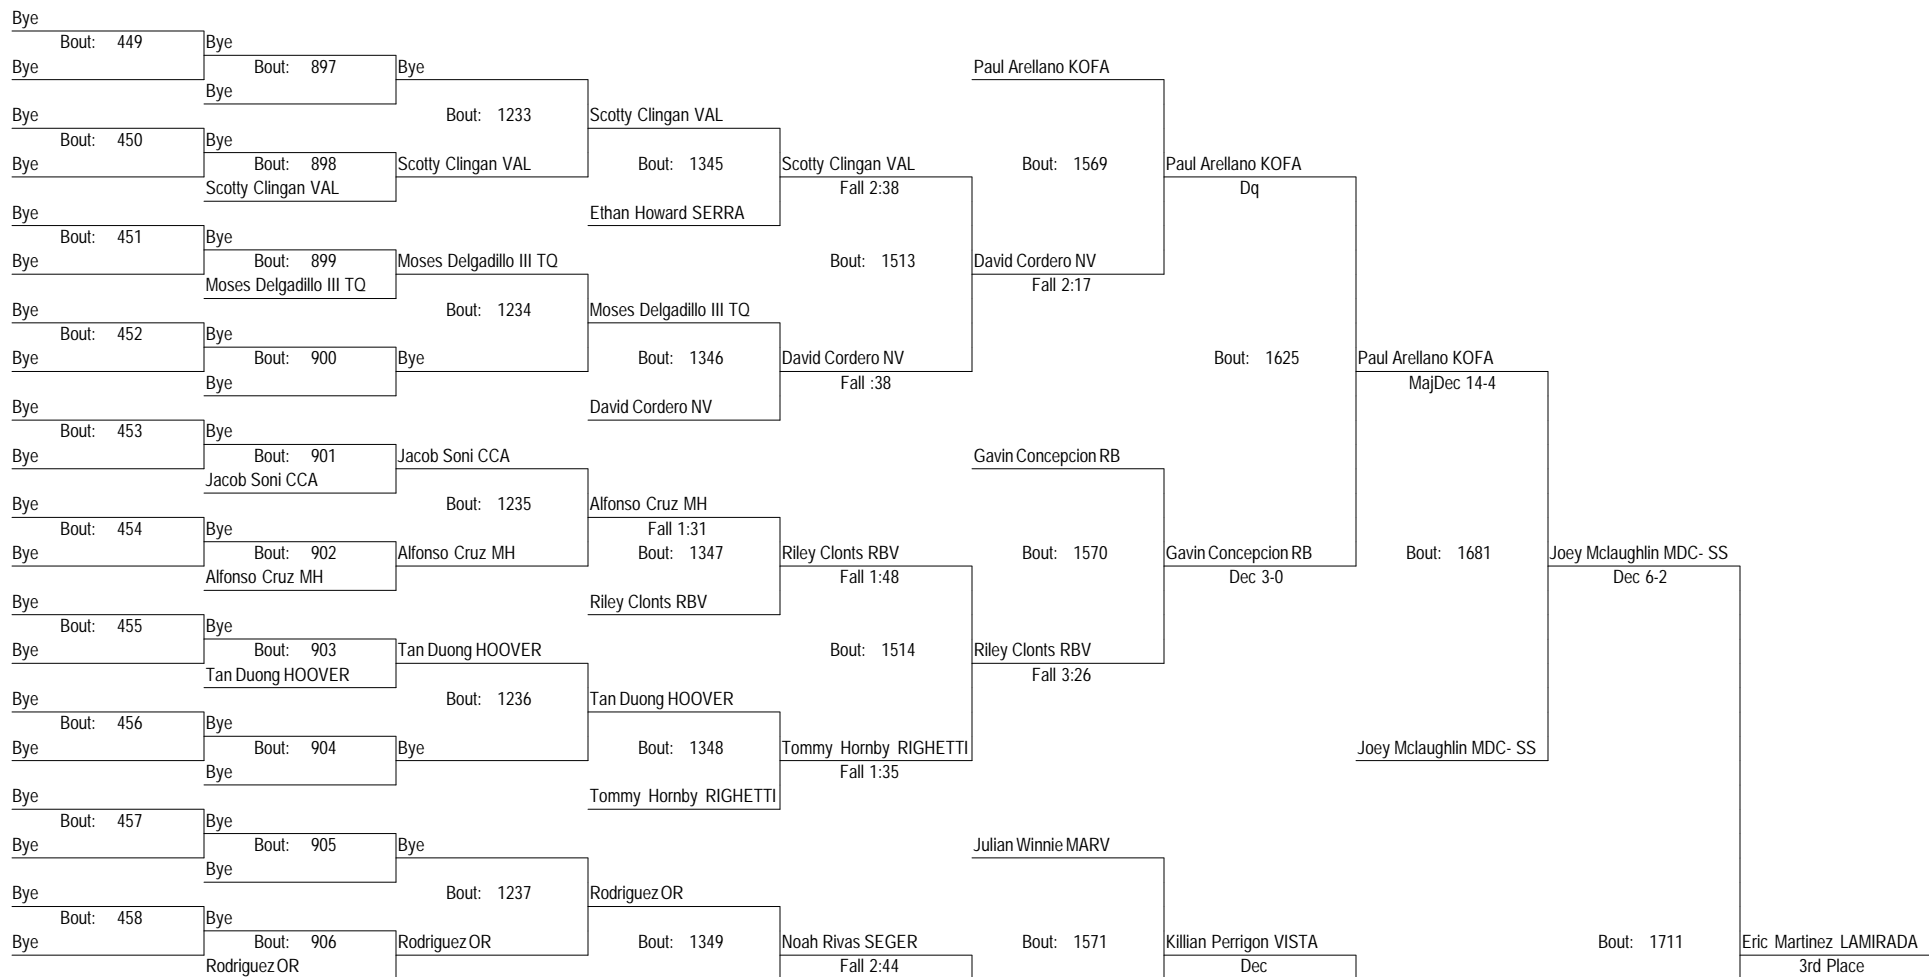 Bye
Bout: 449 Bye
Bye Bout: 897 Bye Paul Arellano KOFA
Bye
Bye Bout: 1233 Scotty Clingan VAL
Bout: 450 Bye
Bye Bout: 898 Scotty Clingan VAL Bout: 1345 Scotty Clingan VAL Bout: 1569 Paul Arellano KOFA
Scotty Clingan VAL Fall 2:38 Dq
Bye Ethan Howard SERRA
Bout: 451 Bye
Bye Bout: 899 Moses Delgadillo III TQ Bout: 1513 David Cordero NV
Moses Delgadillo III TQ Fall 2:17
Bye Bout: 1234 Moses Delgadillo III TQ
Bout: 452 Bye
Bye Bout: 900 Bye Bout: 1346 David Cordero NV Bout: 1625 Paul Arellano KOFA
Bye Fall :38 MajDec 14-4
Bye David Cordero NV
Bout: 453 Bye
Bye Bout: 901 Jacob Soni CCA Gavin Concepcion RB
Jacob Soni CCA
Bye Bout: 1235 Alfonso Cruz MH
Bout: 454 Bye Fall 1:31
Bye Bout: 902 Alfonso Cruz MH Bout: 1347 Riley Clonts RBV Bout: 1570 Gavin Concepcion RB Bout: 1681 Joey Mclaughlin MDC- SS
Alfonso Cruz MH Fall 1:48 Dec 3-0 Dec 6-2
Bye Riley Clonts RBV
Bout: 455 Bye
Bye Bout: 903 Tan Duong HOOVER Bout: 1514 Riley Clonts RBV
Tan Duong HOOVER Fall 3:26
Bye Bout: 1236 Tan Duong HOOVER
Bout: 456 Bye
Bye Bout: 904 Bye Bout: 1348 Tommy Hornby RIGHETTI Joey Mclaughlin MDC- SS
Bye Fall 1:35
Bye Tommy Hornby RIGHETTI
Bout: 457 Bye
Bye Bout: 905 Bye Julian Winnie MARV
Bye
Bye Bout: 1237 Rodriguez OR
Bout: 458 Bye
Bye Bout: 906 Rodriguez OR Bout: 1349 Noah Rivas SEGER Bout: 1571 Killian Perrigon VISTA Bout: 1711 Eric Martinez LAMIRADA
Rodriguez OR Fall 2:44 Dec 3rd Place